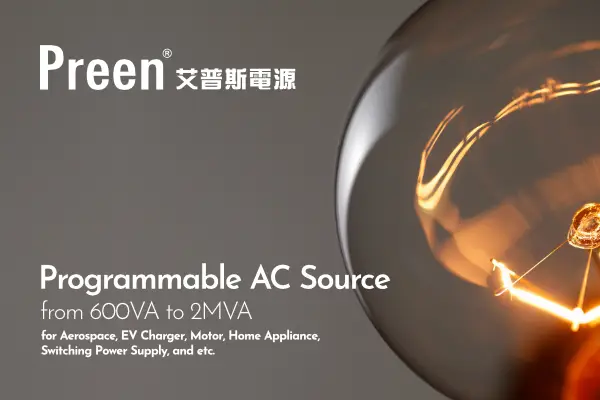 Preen® 艾普斯電源
Programmable AC Source
from 600VA to 2MVA
for Aerospace, EV Charger, Motor, Home Appliance,
Switching Power Supply, and etc.